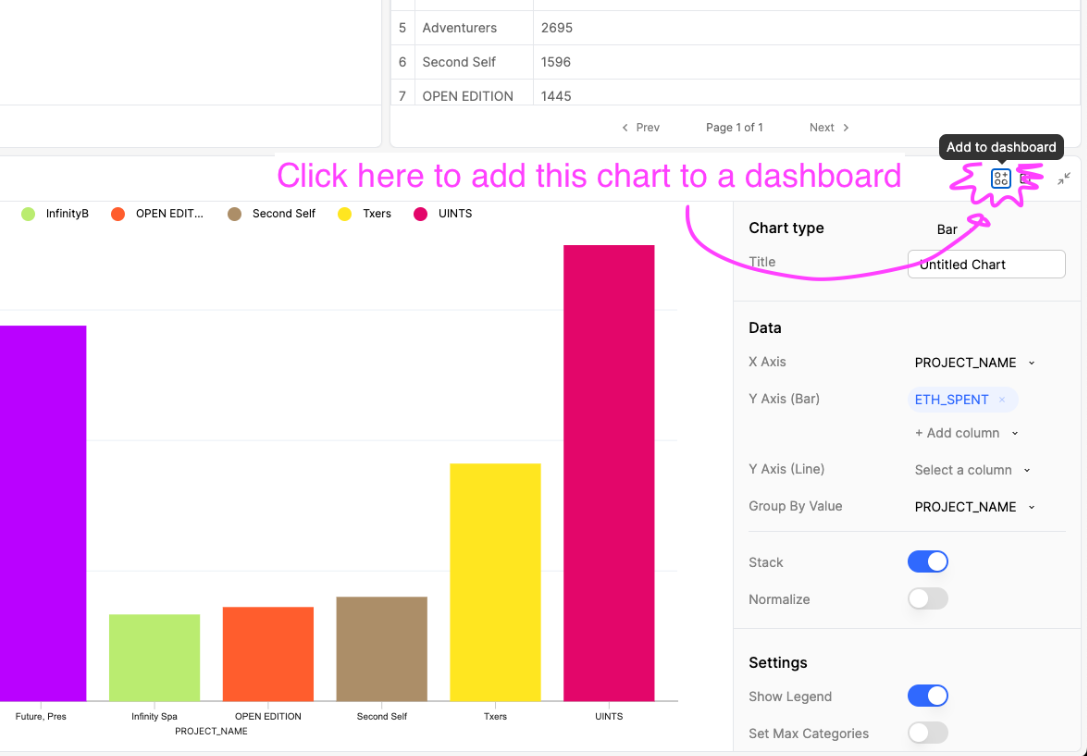 5 Adventurers 2695
6 Second Self 1596
7 OPEN EDITION 1445
Prev Page 1 of 1 Next
Add to dashboard
Click here to add this chart to a dashboard
InfinityB OPEN EDIT... Second Self Txers UINTS
Chart type Bar
Title Untitled Chart
Data
X Axis PROJECT_NAME
Y Axis (Bar) ETH_SPENT ×
+ Add column
Y Axis (Line) Select a column
Group By Value PROJECT_NAME
Stack
Normalize
Settings
Show Legend
Set Max Categories
Future, Pres Infinity Spa OPEN EDITION Second Self Txers UINTS
PROJECT_NAME